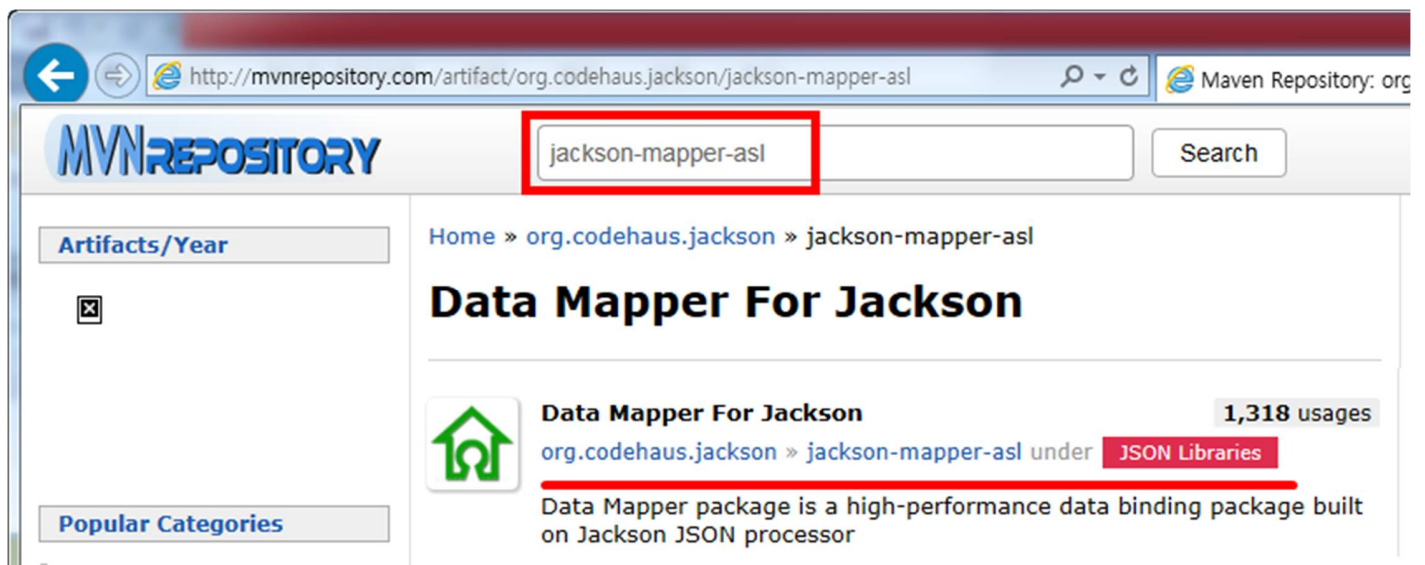 http://mvnrepository.com/artifact/org.codehaus.jackson/jackson-mapper-asl
Maven Repository: org
MVNREPOSITORY
jackson-mapper-asl
Search
Artifacts/Year
Home » org.codehaus.jackson » jackson-mapper-asl
Data Mapper For Jackson
Data Mapper For Jackson
1,318 usages
org.codehaus.jackson » jackson-mapper-asl under JSON Libraries
Data Mapper package is a high-performance data binding package built
on Jackson JSON processor
Popular Categories